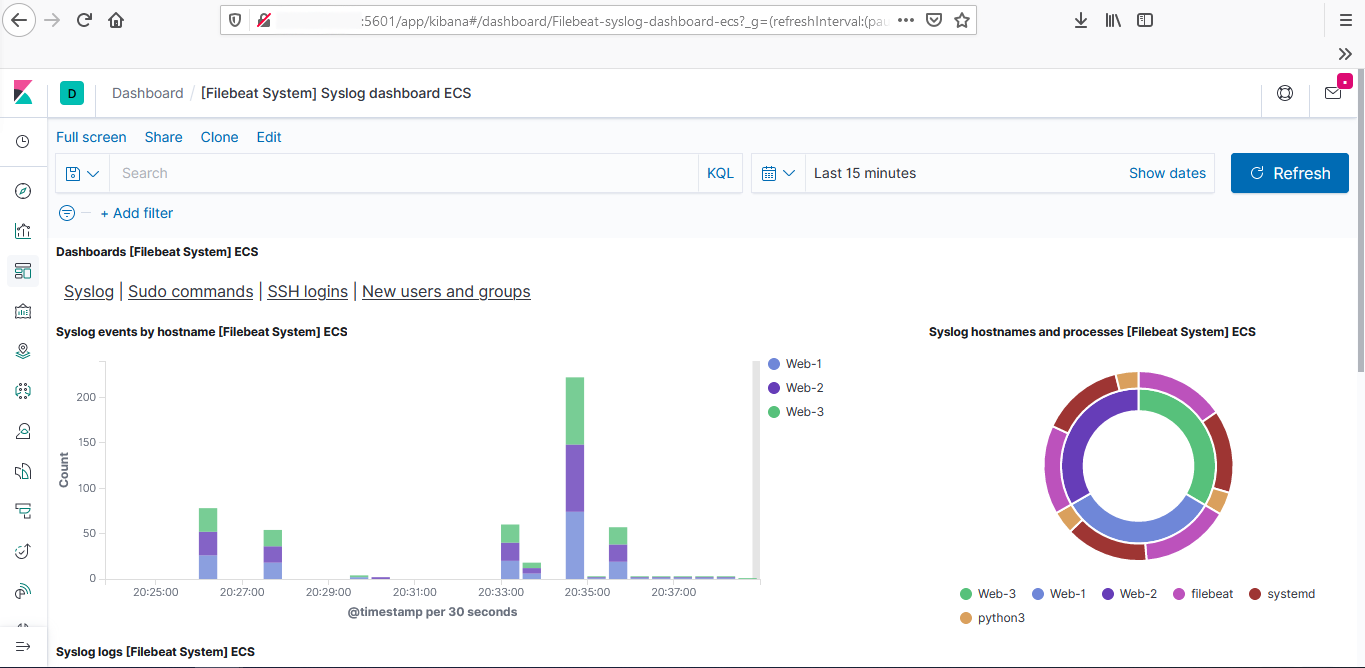 :5601/app/kibana#/dashboard/Filebeat-syslog-dashboard-ecs?_g=(refreshInterval:(pau
D Dashboard / [Filebeat System] Syslog dashboard ECS
Full screen Share Clone Edit
Search KQL Last 15 minutes Show dates Refresh
+ Add filter
Dashboards [Filebeat System] ECS
Syslog | Sudo commands | SSH logins | New users and groups
Syslog events by hostname [Filebeat System] ECS
Web-1
Web-2
Web-3
200
150
100
50
0
Count
20:25:00 20:27:00 20:29:00 20:31:00 20:33:00 20:35:00 20:37:00
@timestamp per 30 seconds
Syslog hostnames and processes [Filebeat System] ECS
Web-3 Web-1 Web-2 filebeat systemd
python3
Syslog logs [Filebeat System] ECS